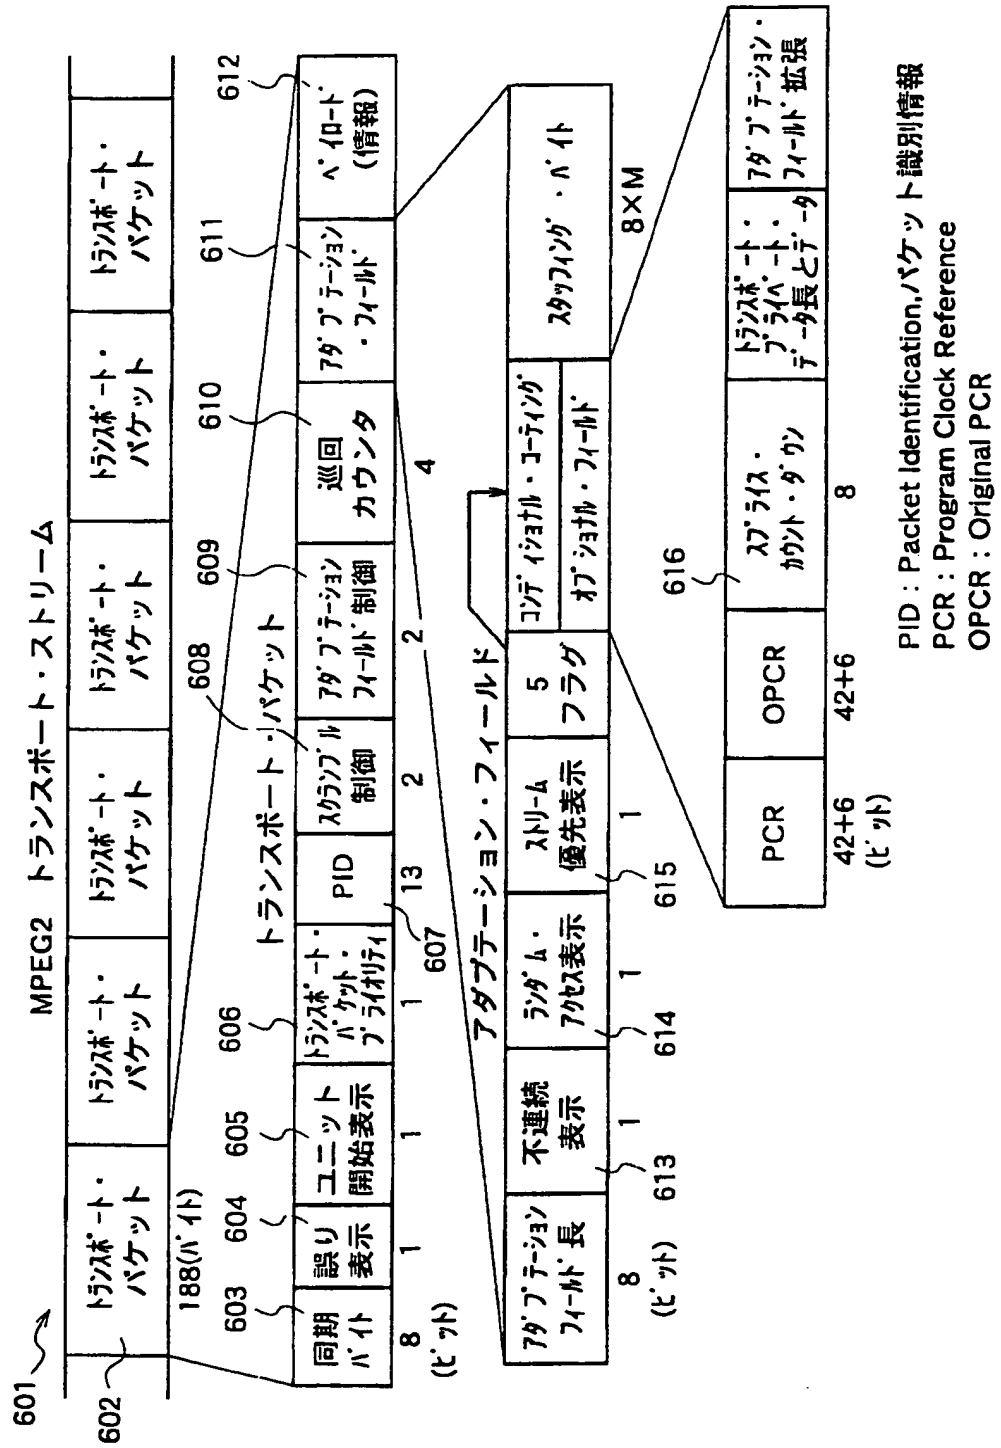 MPEG2 トランスポート・ストリーム
601
602
トランスポート・
パケット
トランスポート・
パケット
トランスポート・
パケット
トランスポート・
パケット
トランスポート・
パケット
トランスポート・
パケット
188(バイト)
トランスポート・パケット
603
604
605
606
607
608
609
610
611
612
同期
バイト
誤り
表示
ユニット
開始表示
トランスポート・
パケット・
プライオリティ
PID
スクランブル
制御
アダプテーション
フィールド制御
巡回
カウンタ
アダプテーション
・フィールド
ペイロード
(情報)
8
(ビット)
1
1
1
13
2
2
4
アダプテーション・フィールド
アダプテーション
フィールド長
不連続
表示
ランダム・
アクセス表示
ストリーム
優先表示
5
フラグ
コンディショナル・コーティング
オプショナル・フィールド
スタッフィング・バイト
8
(ビット)
1
1
1
8×M
613
614
615
616
PCR
OPCR
スプライス・
カウント・ダウン
トランスポート・
プライベート・
データ長とデータ
アダプテーション・
フィールド拡張
42+6
(ビット)
42+6
8
PID : Packet Identification,パケット識別情報
PCR : Program Clock Reference
OPCR : Original PCR